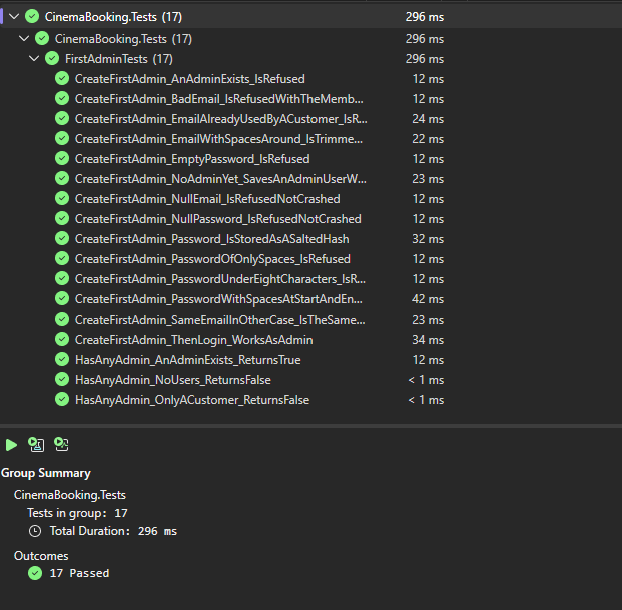 CinemaBooking.Tests (17) 296 ms
CinemaBooking.Tests (17) 296 ms
FirstAdminTests (17) 296 ms
CreateFirstAdmin_AnAdminExists_IsRefused 12 ms
CreateFirstAdmin_BadEmail_IsRefusedWithTheMemb... 12 ms
CreateFirstAdmin_EmailAlreadyUsedByACustomer_IsR... 24 ms
CreateFirstAdmin_EmailWithSpacesAround_IsTrimme... 22 ms
CreateFirstAdmin_EmptyPassword_IsRefused 12 ms
CreateFirstAdmin_NoAdminYet_SavesAnAdminUserW... 23 ms
CreateFirstAdmin_NullEmail_IsRefusedNotCrashed 12 ms
CreateFirstAdmin_NullPassword_IsRefusedNotCrashed 12 ms
CreateFirstAdmin_Password_IsStoredAsASaltedHash 32 ms
CreateFirstAdmin_PasswordOfOnlySpaces_IsRefused 12 ms
CreateFirstAdmin_PasswordUnderEightCharacters_IsR... 12 ms
CreateFirstAdmin_PasswordWithSpacesAtStartAndEn... 42 ms
CreateFirstAdmin_SameEmailInOtherCase_IsTheSame... 23 ms
CreateFirstAdmin_ThenLogin_WorksAsAdmin 34 ms
HasAnyAdmin_AnAdminExists_ReturnsTrue 12 ms
HasAnyAdmin_NoUsers_ReturnsFalse < 1 ms
HasAnyAdmin_OnlyACustomer_ReturnsFalse < 1 ms
Group Summary
CinemaBooking.Tests
Tests in group: 17
Total Duration: 296 ms
Outcomes
17 Passed